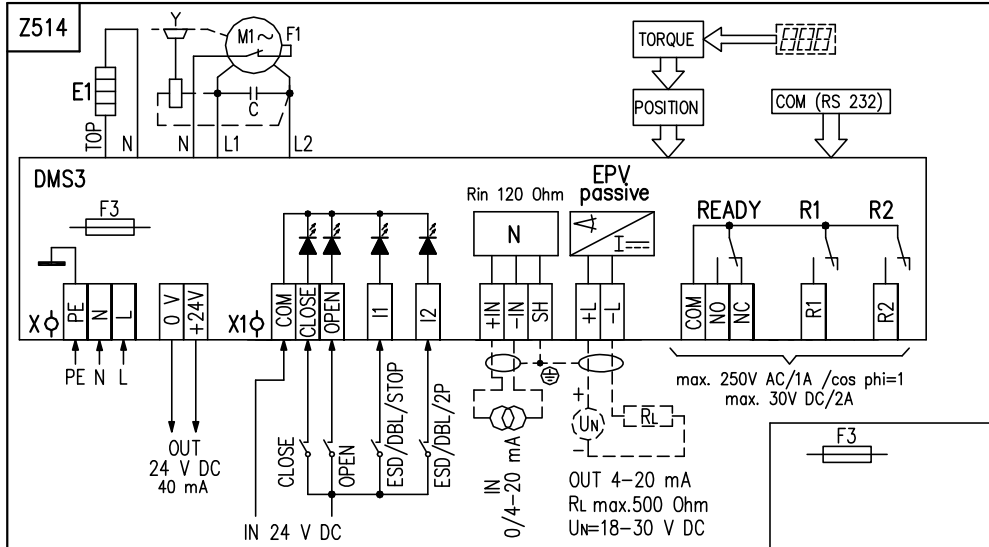 Z514
Y
M1~
F1
E1
C
TOP
N
N
L1
L2
TORQUE
POSITION
COM (RS 232)
DMS3
F3
Rin 120 Ohm
N
EPV
passive
I
READY
R1
R2
X
PE
N
L
0 V
+24V
X1
COM
CLOSE
OPEN
I1
I2
+IN
-IN
SH
+L
-L
COM
NO
NC
R1
R2
PE N L
OUT
24 V DC
40 mA
CLOSE
OPEN
ESD/DBL/STOP
ESD/DBL/2P
IN 24 V DC
IN
0/4-20 mA
+
UN
-
RL
OUT 4-20 mA
RL max.500 Ohm
UN=18-30 V DC
max. 250V AC/1A /cos phi=1
max. 30V DC/2A
F3